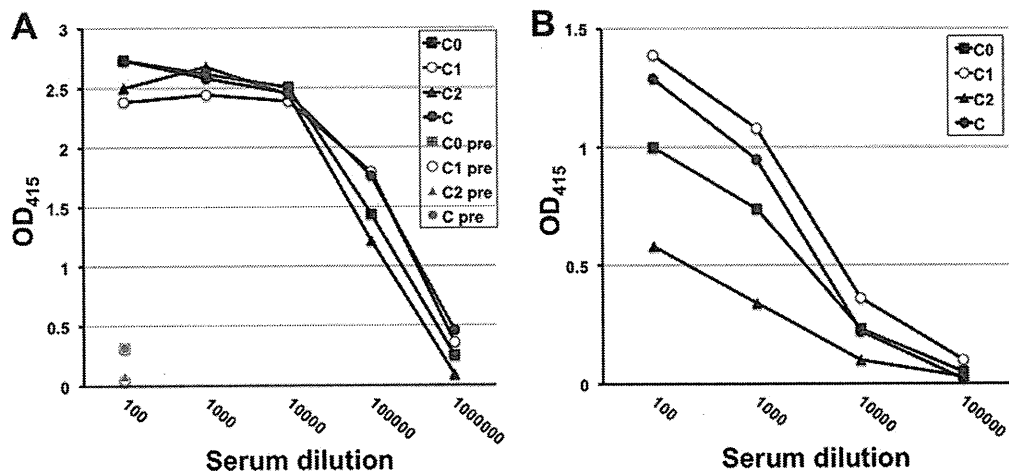 A
3
2.5
2
1.5
1
0.5
0
OD415
100
1000
10000
100000
1000000
Serum dilution
C0
C1
C2
C
C0 pre
C1 pre
C2 pre
C pre
B
1.5
1
0.5
0
OD415
100
1000
10000
100000
Serum dilution
C0
C1
C2
C